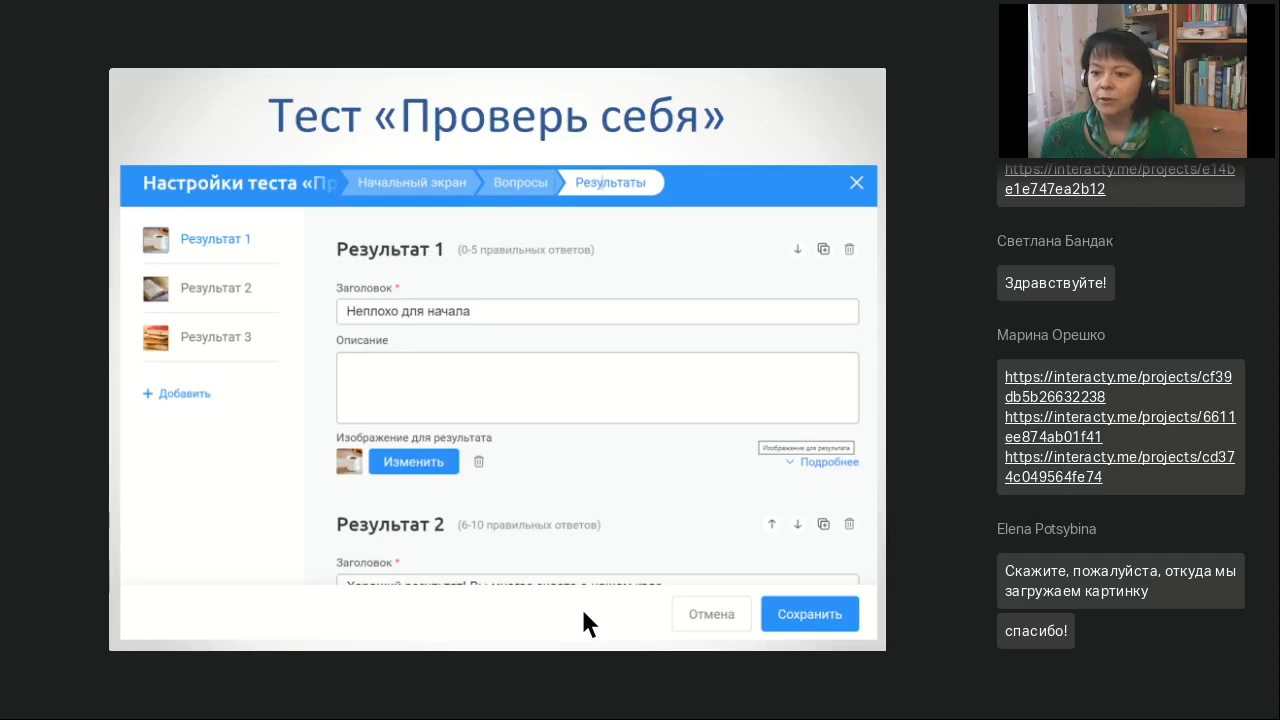 Тест «Проверь себя»
Настройки теста «Пр
Начальный экран
Вопросы
Результаты
Результат 1
Результат 2
Результат 3
+ Добавить
Результат 1 (0-5 правильных ответов)
Заголовок *
Неплохо для начала
Описание
Изображение для результата
Изменить
Изображение для результата
Подробнее
Результат 2 (6-10 правильных ответов)
Заголовок *
Отмена
Сохранить
https://interacty.me/projects/e14b
e1e747ea2b12
Светлана Бандак
Здравствуйте!
Марина Орешко
https://interacty.me/projects/cf39
db5b26632238
https://interacty.me/projects/6611
ee874ab01f41
https://interacty.me/projects/cd37
4c049564fe74
Elena Potsybina
Скажите, пожалуйста, откуда мы
загружаем картинку
спасибо!